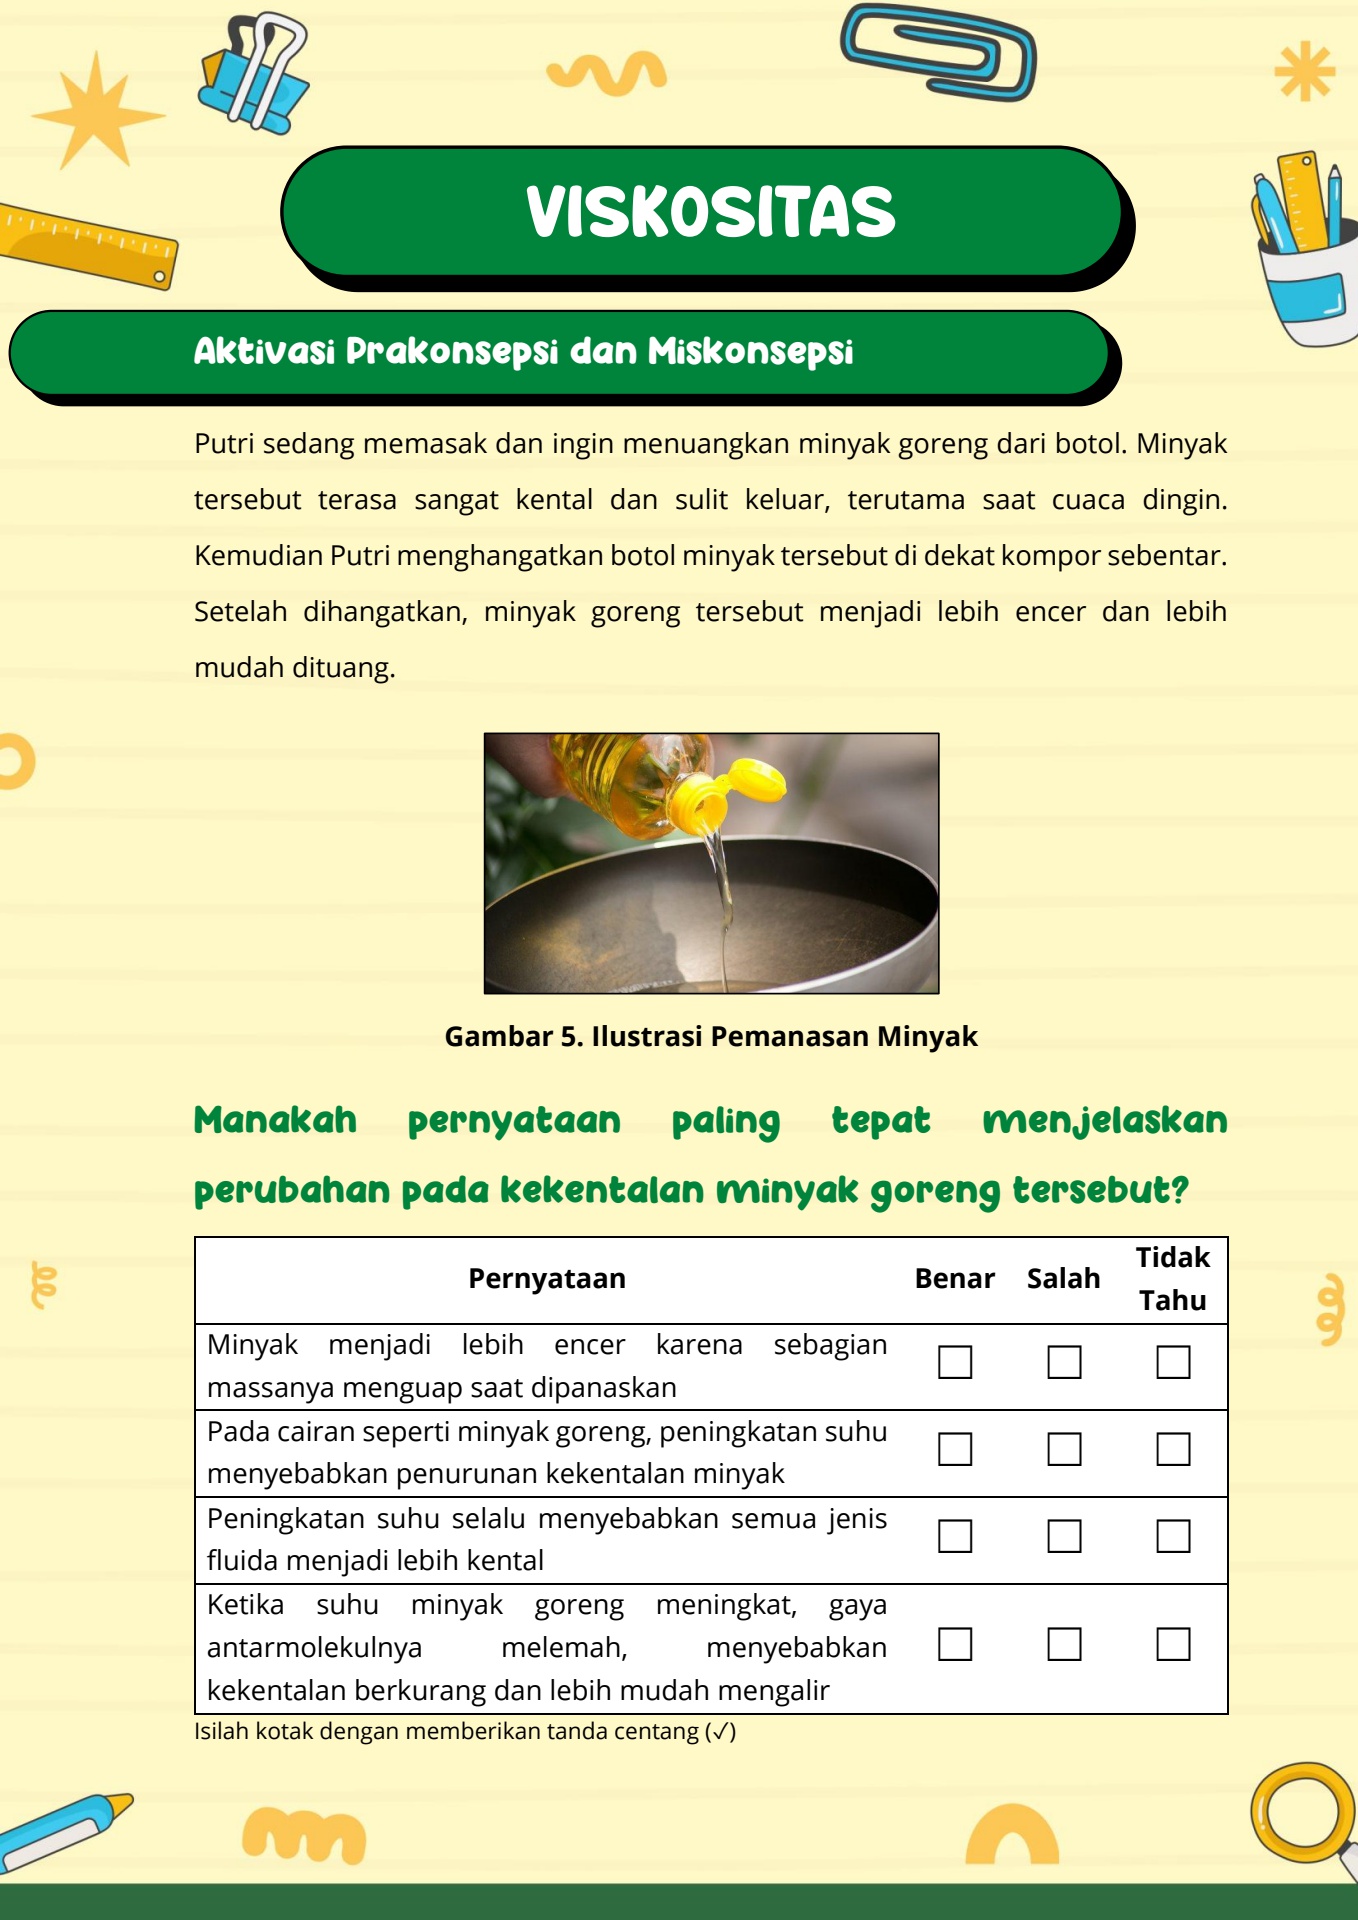 VISKOSITAS
Aktivasi Prakonsepsi dan Miskonsepsi
Putri sedang memasak dan ingin menuangkan minyak goreng dari botol. Minyak
tersebut terasa sangat kental dan sulit keluar, terutama saat cuaca dingin.
Kemudian Putri menghangatkan botol minyak tersebut di dekat kompor sebentar.
Setelah dihangatkan, minyak goreng tersebut menjadi lebih encer dan lebih
mudah dituang.
Gambar 5. Ilustrasi Pemanasan Minyak
Manakah pernyataan paling tepat menjelaskan
perubahan pada kekentalan minyak goreng tersebut?
Pernyataan Benar Salah Tidak
Tahu
Minyak menjadi lebih encer karena sebagian
massanya menguap saat dipanaskan
Pada cairan seperti minyak goreng, peningkatan suhu
menyebabkan penurunan kekentalan minyak
Peningkatan suhu selalu menyebabkan semua jenis
fluida menjadi lebih kental
Ketika suhu minyak goreng meningkat, gaya
antarmolekulnya melemah, menyebabkan
kekentalan berkurang dan lebih mudah mengalir
Isilah kotak dengan memberikan tanda centang (✓)